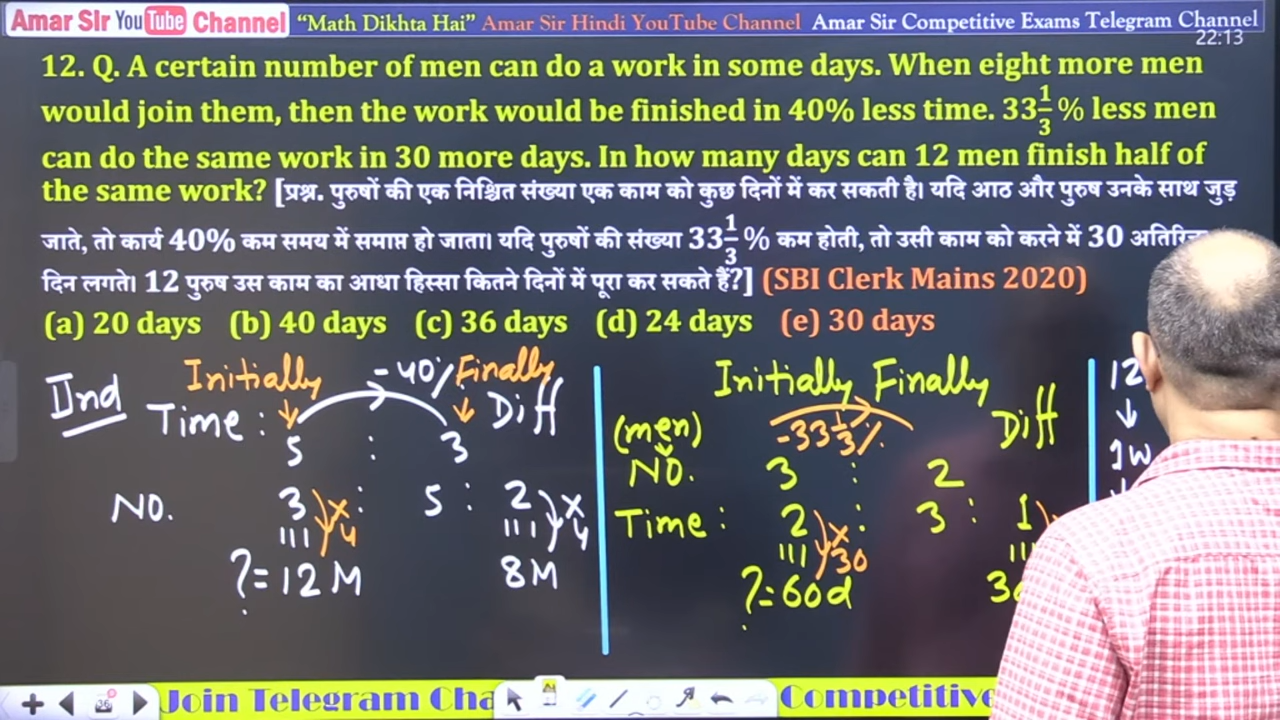 Amar Sir YouTube Channel "Math Dikhta Hai" Amar Sir Hindi YouTube Channel Amar Sir Competitive Exams Telegram Channel
22:13
12. Q. A certain number of men can do a work in some days. When eight more men
would join them, then the work would be finished in 40% less time. 33 1/3 % less men
can do the same work in 30 more days. In how many days can 12 men finish half of
the same work? [प्रश्न. पुरुषों की एक निश्चित संख्या एक काम को कुछ दिनों में कर सकती है। यदि आठ और पुरुष उनके साथ जुड़
जाते, तो कार्य 40% कम समय में समाप्त हो जाता। यदि पुरुषों की संख्या 33 1/3 % कम होती, तो उसी काम को करने में 30
दिन लगते। 12 पुरुष उस काम का आधा हिस्सा कितने दिनों में पूरा कर सकते हैं?] (SBI Clerk Mains 2020)
(a) 20 days (b) 40 days (c) 36 days (d) 24 days (e) 30 days
IInd Initially -40% Finally
Time: Diff
5 : 3
NO. 3 : 5 : 2
×4 ×4
?=12M 8M
Initially Finally
(men) -33 1/3 % Diff
NO. 3 : 2
Time: 2 : 3 : 1
×30
?=60d
12
1w
36
Join Telegram
Competitive